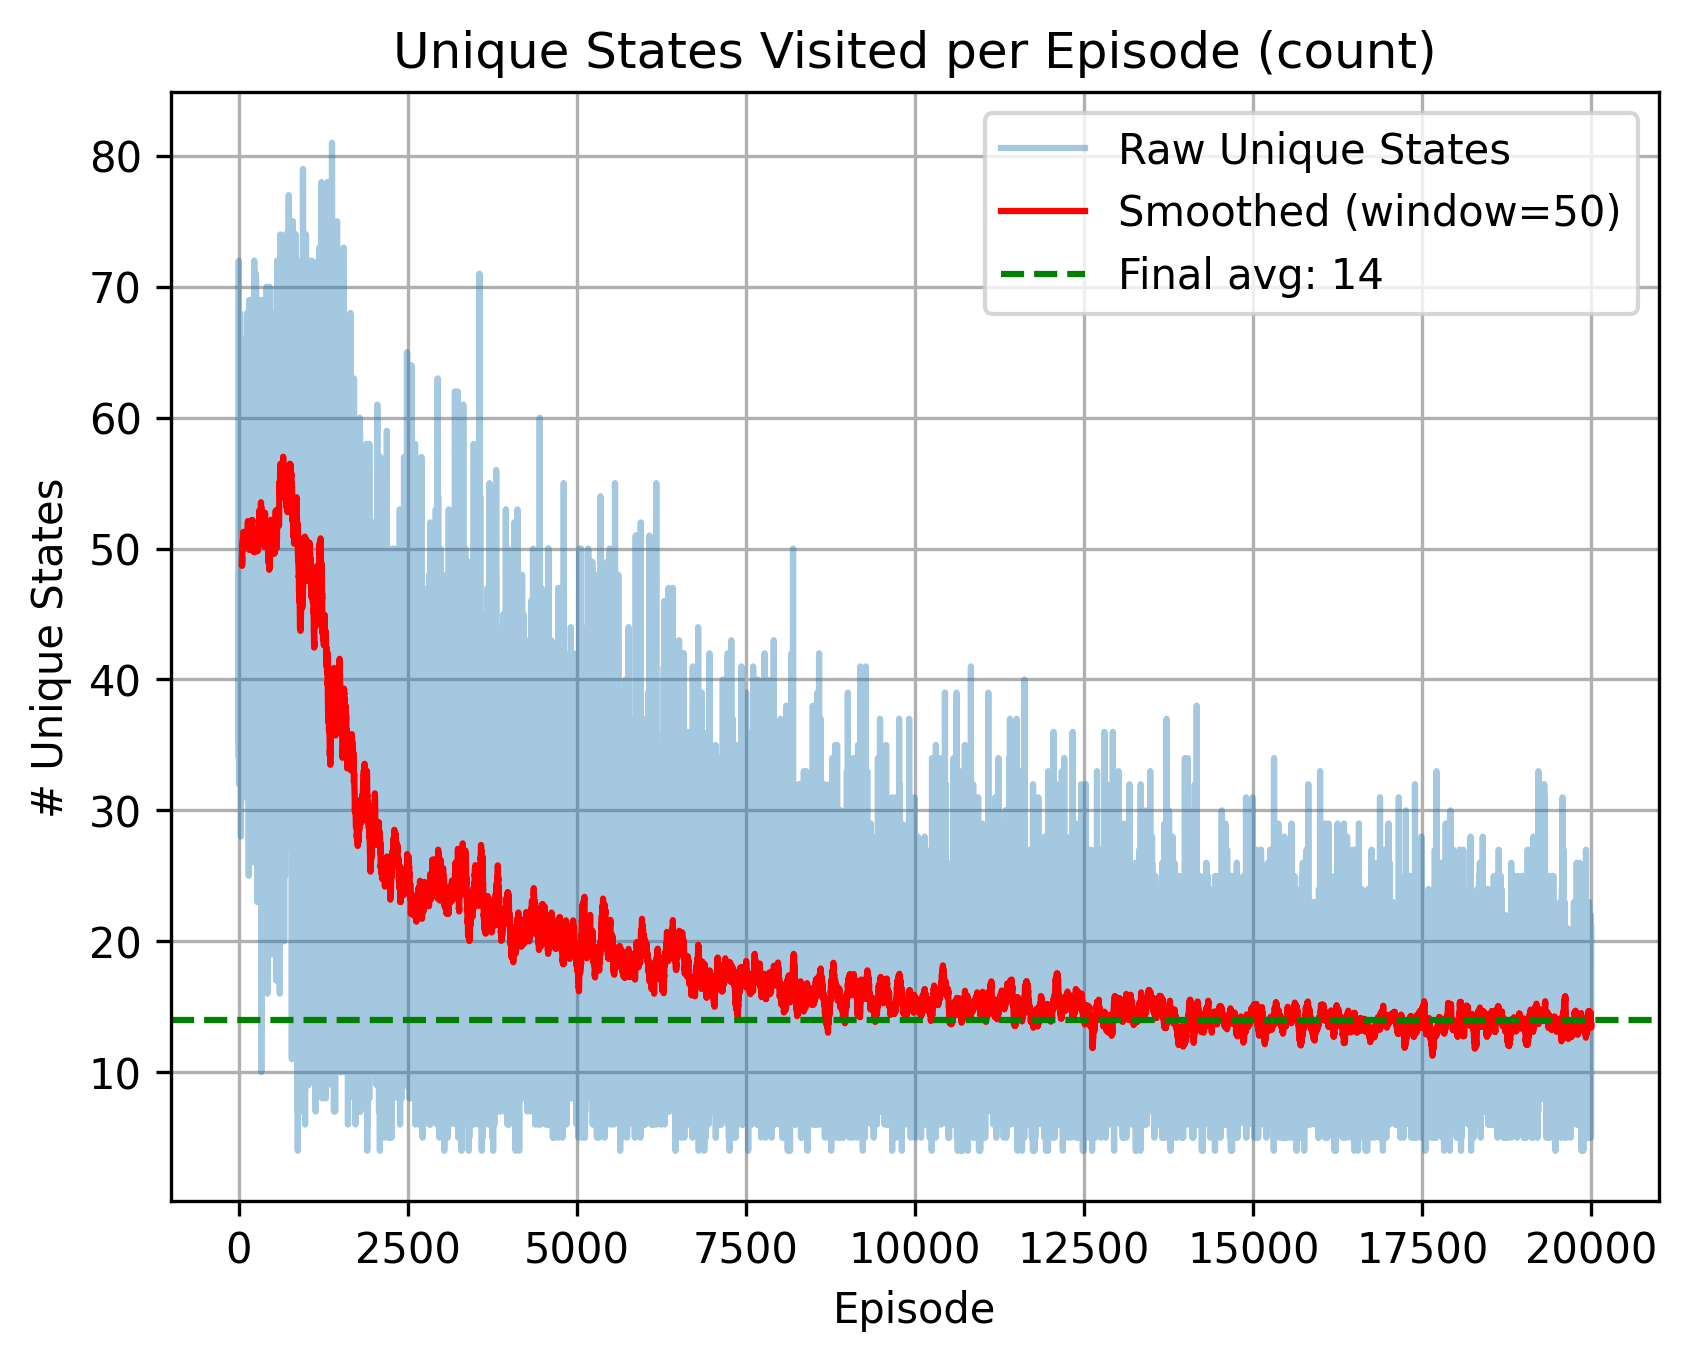 Unique States Visited per Episode (count)
Raw Unique States
Smoothed (window=50)
Final avg: 14
# Unique States
80
70
60
50
40
30
20
10
0 2500 5000 7500 10000 12500 15000 17500 20000
Episode